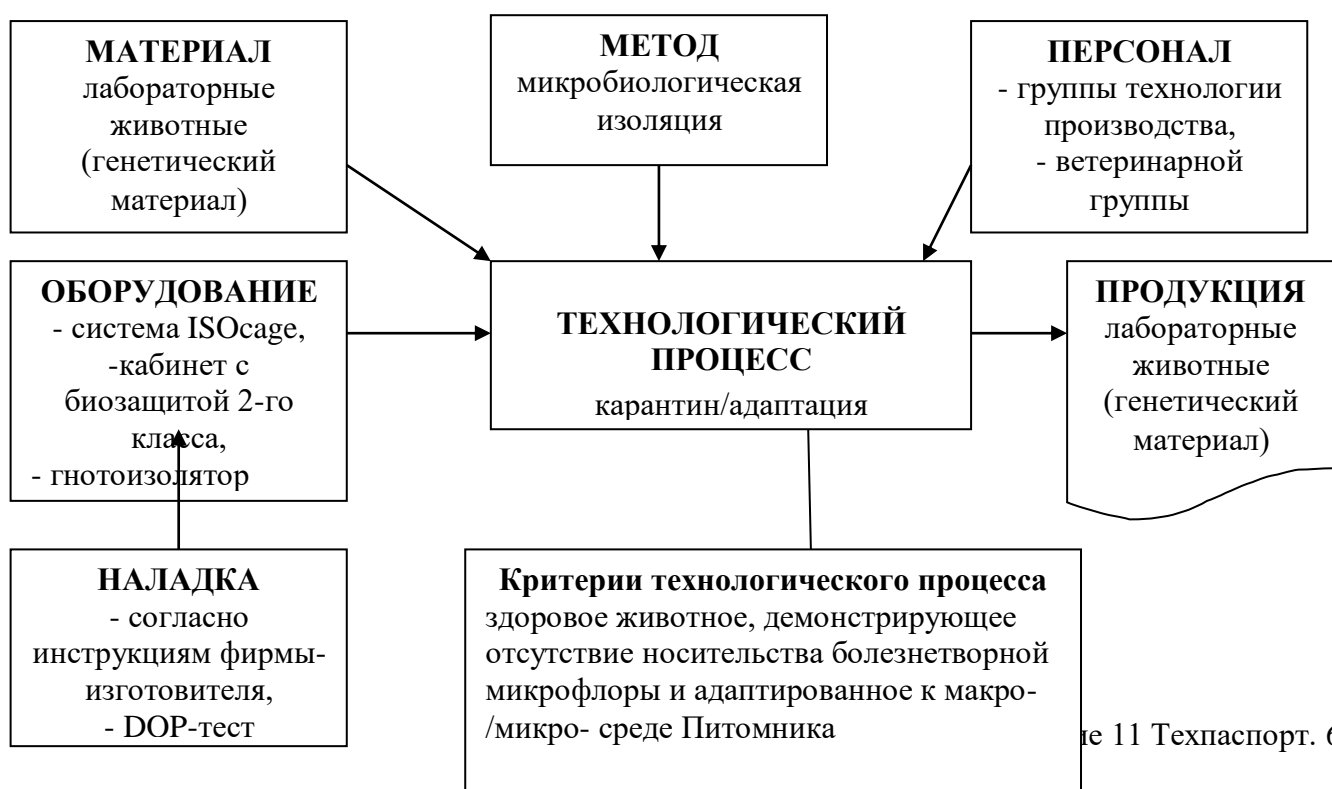 МАТЕРИАЛ
лабораторные
животные
(генетический
материал)
МЕТОД
микробиологическая
изоляция
ПЕРСОНАЛ
- группы технологии
производства,
- ветеринарной
группы
ОБОРУДОВАНИЕ
- система ISOcage,
-кабинет с
биозащитой 2-го
класса,
- гнотоизолятор
ТЕХНОЛОГИЧЕСКИЙ
ПРОЦЕСС
карантин/адаптация
ПРОДУКЦИЯ
лабораторные
животные
(генетический
материал)
НАЛАДКА
- согласно
инструкциям фирмы-
изготовителя,
- DOP-тест
Критерии технологического процесса
здоровое животное, демонстрирующее
отсутствие носительства болезнетворной
микрофлоры и адаптированное к макро-
/микро- среде Питомника
11 Техпаспорт.